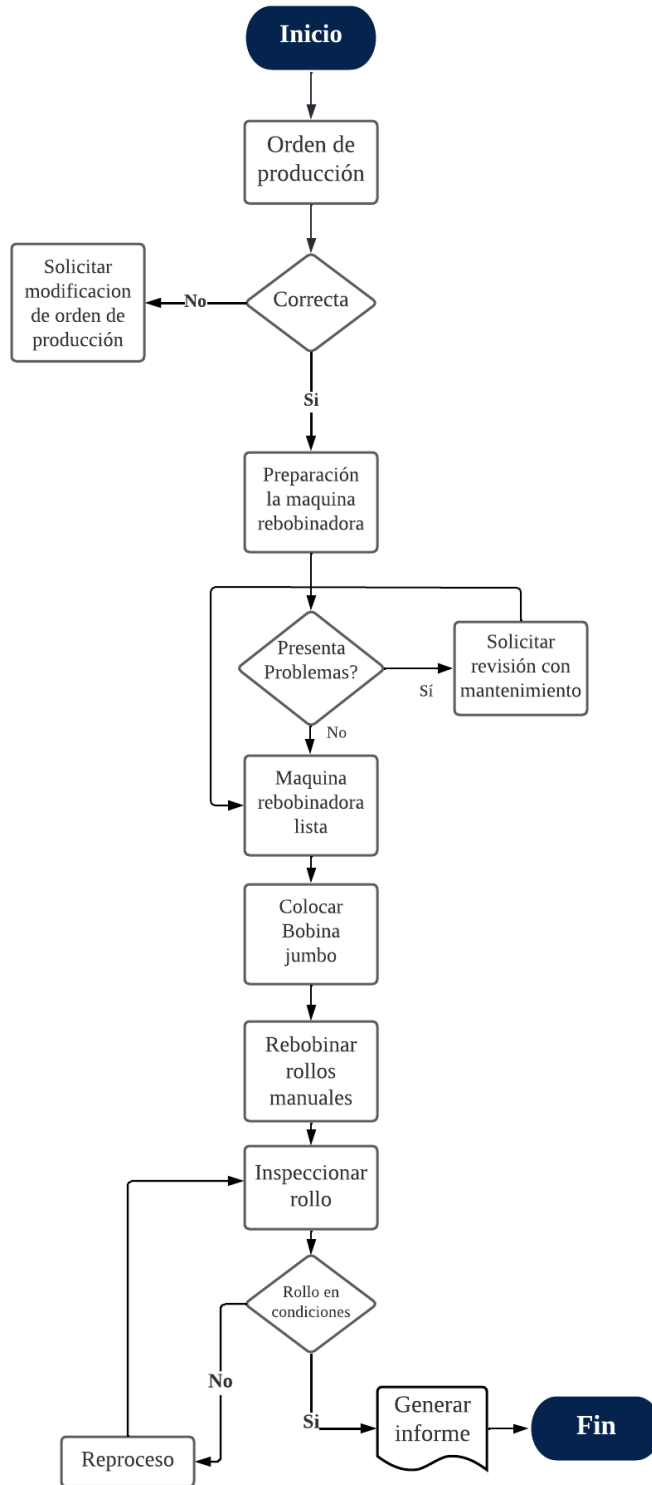 Inicio
Orden de
producción
Correcta
No
Solicitar
modificacion
de orden de
producción
Si
Preparación
la maquina
rebobinadora
Presenta
Problemas?
Sí
Solicitar
revisión con
mantenimiento
No
Maquina
rebobinadora
lista
Colocar
Bobina
jumbo
Rebobinar
rollos
manuales
Inspeccionar
rollo
Rollo en
condiciones
No
Reproceso
Si
Generar
informe
Fin